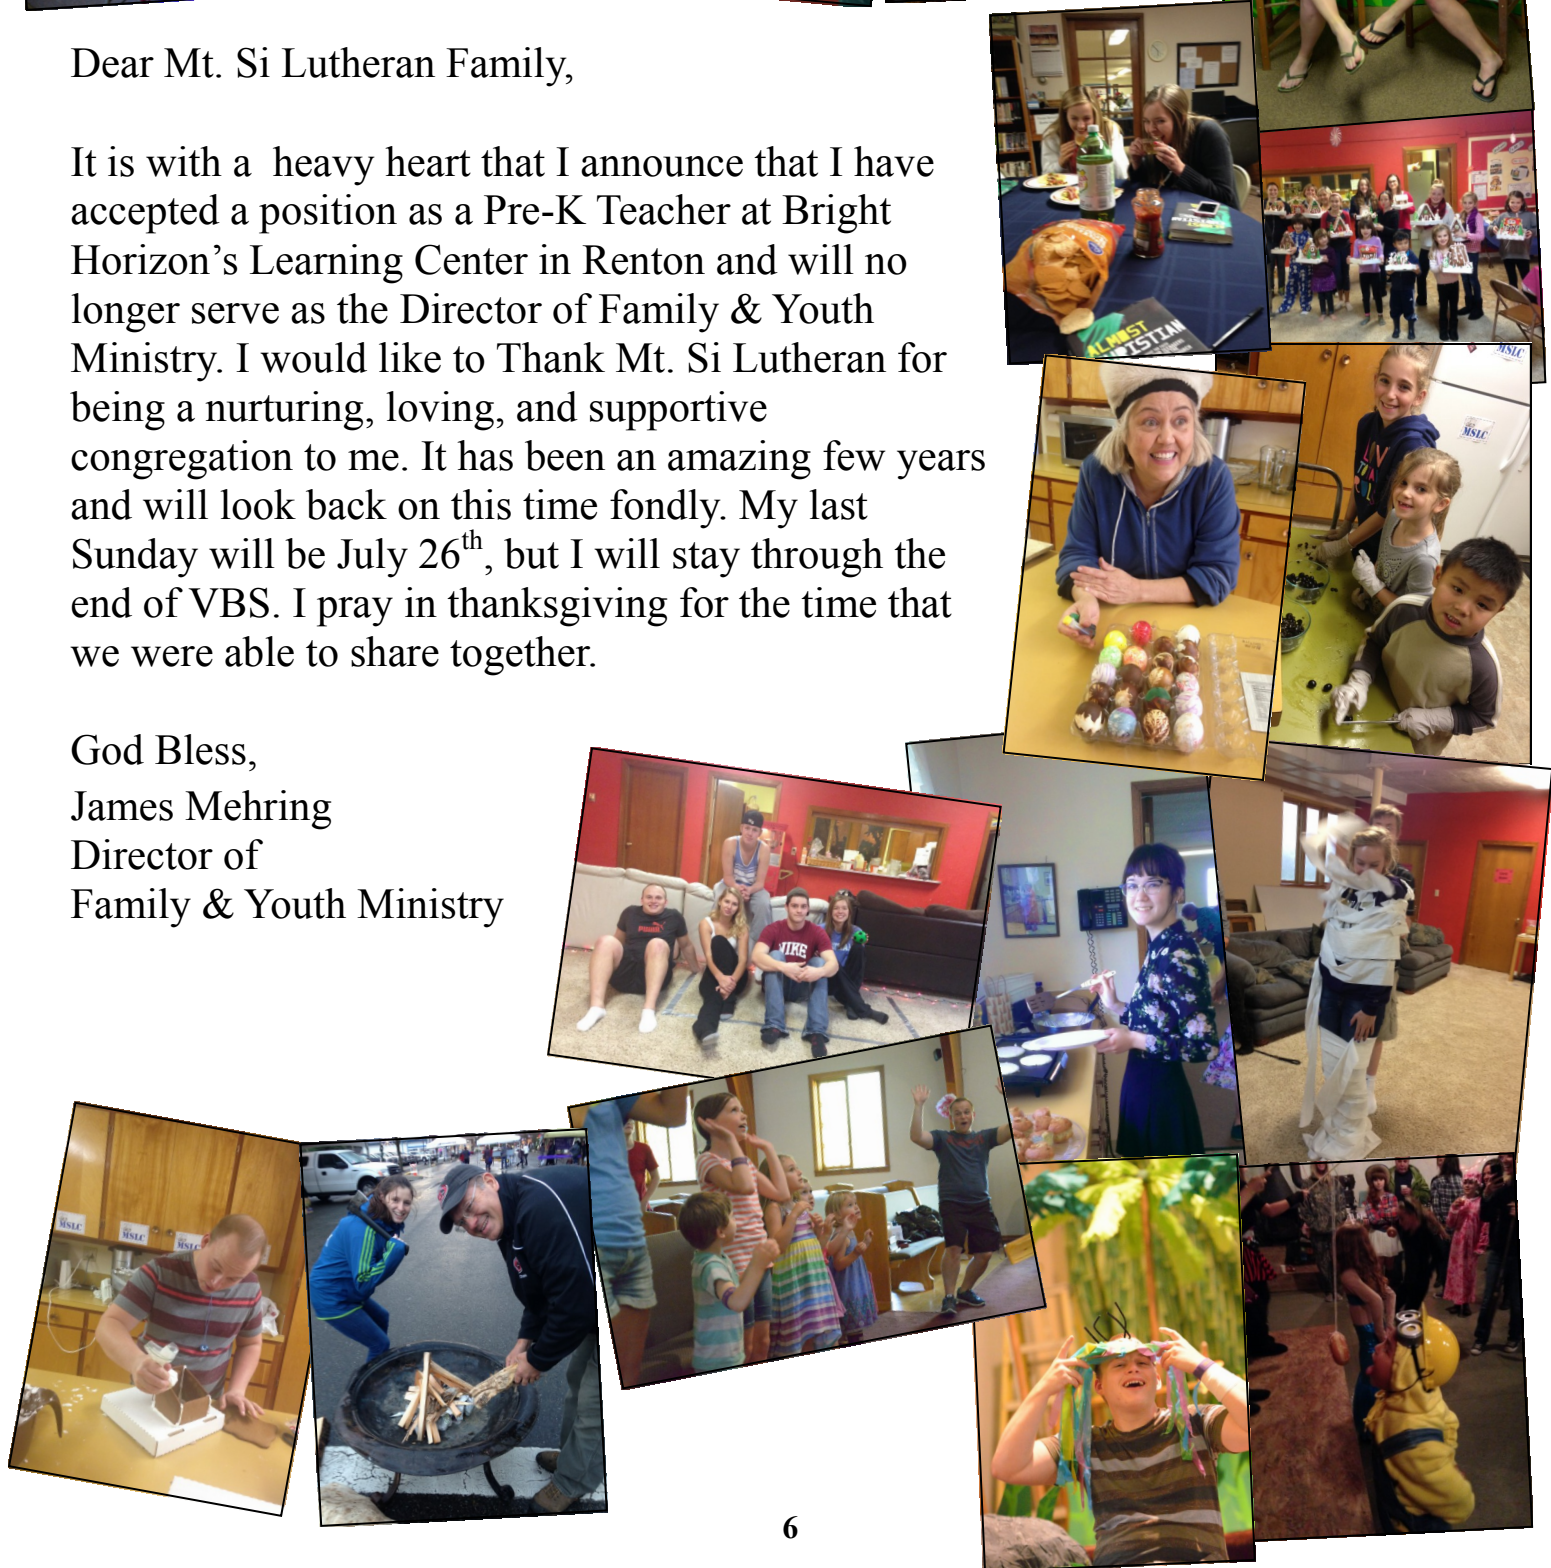 Dear Mt. Si Lutheran Family,
It is with a  heavy heart that I announce that I have
accepted a position as a Pre-K Teacher at Bright
Horizon’s Learning Center in Renton and will no
longer serve as the Director of Family & Youth
Ministry. I would like to Thank Mt. Si Lutheran for
being a nurturing, loving, and supportive
congregation to me. It has been an amazing few years
and will look back on this time fondly. My last
Sunday will be July 26th, but I will stay through the
end of VBS. I pray in thanksgiving for the time that
we were able to share together.
God Bless,
James Mehring
Director of
Family & Youth Ministry
ALMOST
MSLC
MSLC
NIKE
MSLC
MSLC
MSLC
6